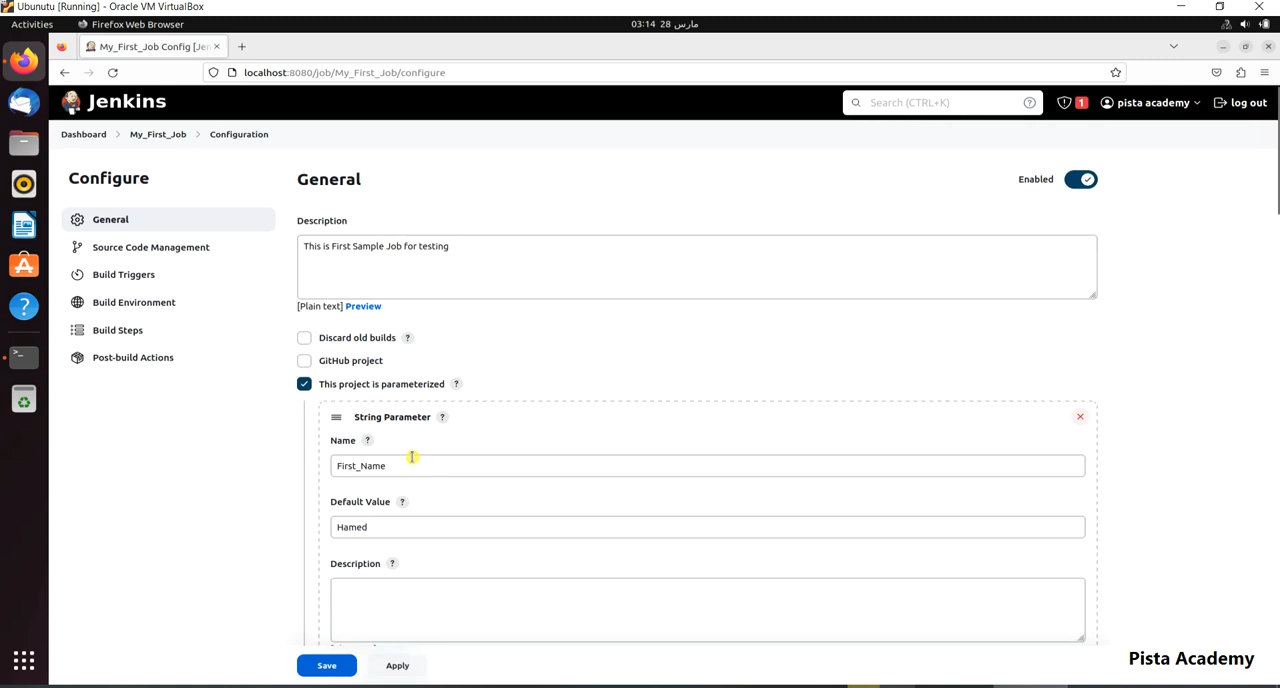 Ubunutu [Running] - Oracle VM VirtualBox
Activities
Firefox Web Browser
مارس 28 03:14
My_First_Job Config [Jen
localhost:8080/job/My_First_Job/configure
Jenkins
Search (CTRL+K)
1
pista academy
log out
Dashboard
My_First_Job
Configuration
Configure
General
Source Code Management
Build Triggers
Build Environment
Build Steps
Post-build Actions
General
Enabled
Description
This is First Sample Job for testing
[Plain text] Preview
Discard old builds ?
GitHub project
This project is parameterized ?
String Parameter ?
Name ?
First_Name
Default Value ?
Hamed
Description ?
Save
Apply
Pista Academy